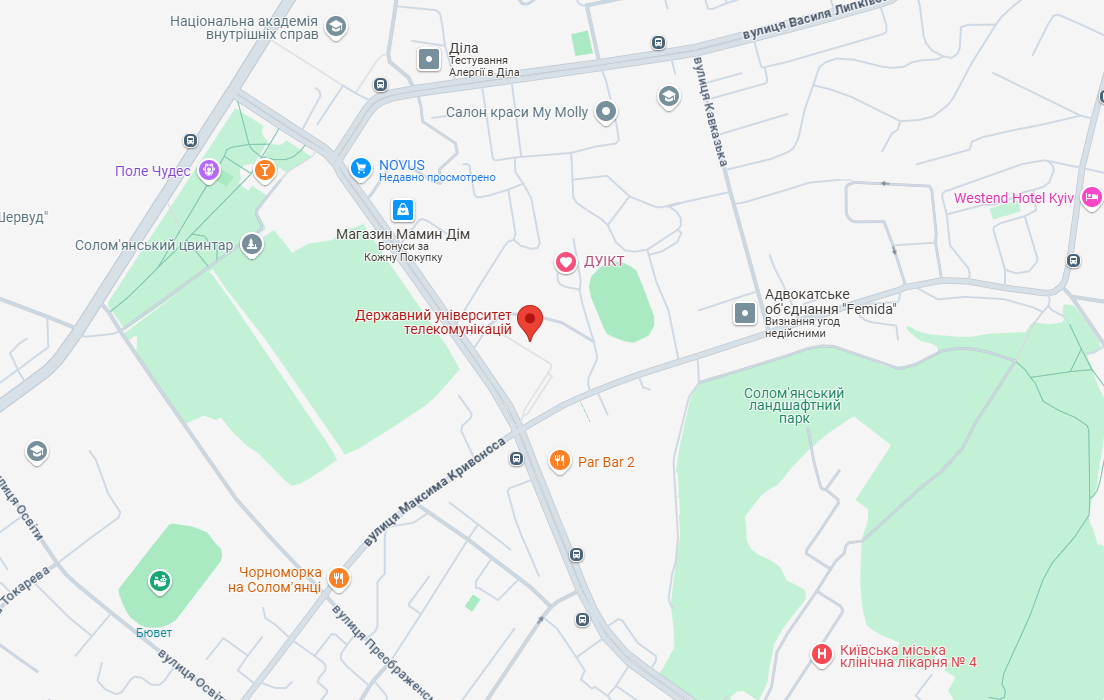 Національна академія
внутрішніх справ
Діла
Тестування
Алергії в Діла
вулиця Василя Липківсь
Салон краси My Molly
вулиця Кавказька
NOVUS
Недавно просмотрено
Поле Чудес
Westend Hotel Kyiv
Шервуд"
Магазин Мамин Дім
Бонуси за
Кожну Покупку
Солом'янський цвинтар
ДУІКТ
Адвокатське
об'єднання "Femida"
Визнання угод
недійсними
Державний університет
телекомунікацій
Солом'янський
ландшафтний
парк
Par Bar 2
вулиця Максима Кривоноса
улиця Освіти
Токарева
Чорноморка
на Солом'янці
Бювет
вулиця Преображенс
вулиця Освіт
Київська міська
клінічна лікарня № 4